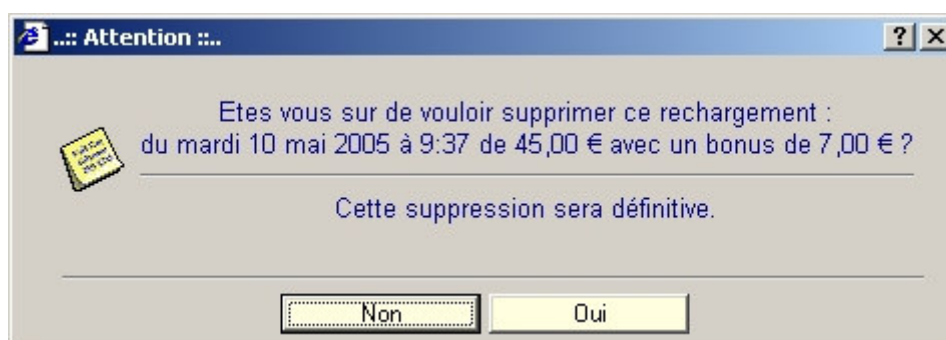 ..:: Attention ::..
Etes vous sur de vouloir supprimer ce rechargement :
du mardi 10 mai 2005 à 9:37 de 45,00 € avec un bonus de 7,00 € ?
Cette suppression sera définitive.
Non Oui